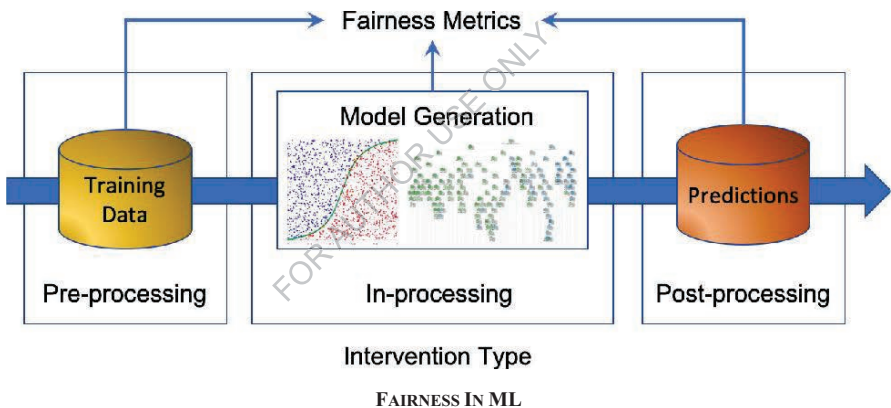 Fairness Metrics
Model Generation
Training
Data
Predictions
Pre-processing
In-processing
Post-processing
Intervention Type
FAIRNESS IN ML
FOR AUTHOR USE ONLY